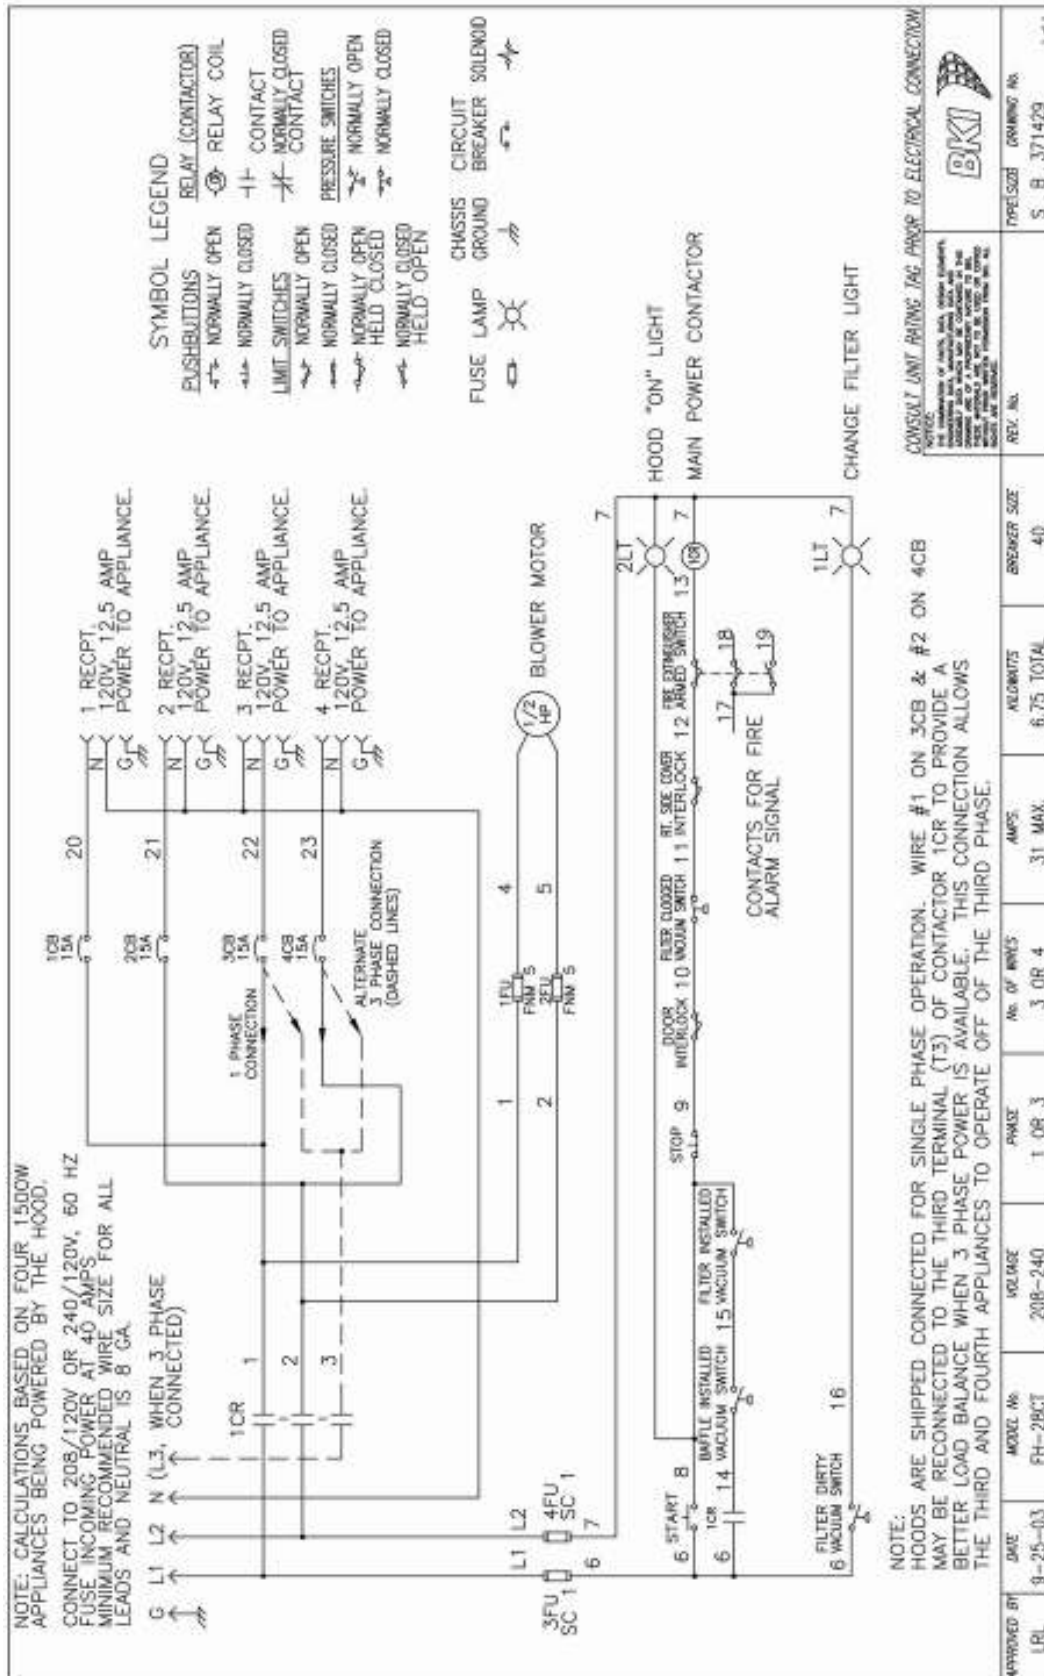 NOTE: CALCULATIONS BASED ON FOUR 1500W
APPLIANCES BEING POWERED BY THE HOOD.
CONNECT TO 208/120V OR 240/120V, 60 HZ
FUSE INCOMING POWER AT 40 AMPS
MINIMUM RECOMMENDED WIRE SIZE FOR ALL
LEADS AND NEUTRAL IS 8 GA.
G
L1
L2
N
(L3, WHEN 3 PHASE
CONNECTED)
1CR
1
2
3
1 PHASE
CONNECTION
ALTERNATE
3 PHASE CONNECTION
(DASHED LINES)
1CB
15A
2CB
15A
3CB
15A
4CB
15A
20
21
22
23
N
G
1 RECPT.
120V, 12.5 AMP
POWER TO APPLIANCE.
N
G
2 RECPT.
120V, 12.5 AMP
POWER TO APPLIANCE.
N
G
3 RECPT.
120V, 12.5 AMP
POWER TO APPLIANCE.
N
G
4 RECPT.
120V, 12.5 AMP
POWER TO APPLIANCE.
SYMBOL LEGEND
PUSHBUTTONS
NORMALLY OPEN
NORMALLY CLOSED
LIMIT SWITCHES
NORMALLY OPEN
NORMALLY CLOSED
NORMALLY OPEN
HELD CLOSED
NORMALLY CLOSED
HELD OPEN
RELAY (CONTACTOR)
RELAY COIL
CONTACT
NORMALLY CLOSED
CONTACT
PRESSURE SWITCHES
NORMALLY OPEN
NORMALLY CLOSED
FUSE
LAMP
CHASSIS
GROUND
CIRCUIT
BREAKER
SOLENOID
1
2
1FU
FNM 5
2FU
FNM 5
4
5
1/2
HP
BLOWER MOTOR
L1
L2
3FU
SC 1
4FU
SC 1
6
7
7
2LT
HOOD "ON" LIGHT
6
START
8
STOP
9
DOOR
INTERLOCK
10
FILTER CLOGGED
VACUUM SWITCH
11
RT. SIDE COVER
INTERLOCK
12
FIRE EXTINGUISHER
ARMED SWITCH
13
1CR
7
MAIN POWER CONTACTOR
6
1CR
14
BAFFLE INSTALLED
VACUUM SWITCH
15
FILTER INSTALLED
VACUUM SWITCH
17
18
19
CONTACTS FOR FIRE
ALARM SIGNAL
6
FILTER DIRTY
VACUUM SWITCH
16
1LT
7
CHANGE FILTER LIGHT
NOTE:
HOODS ARE SHIPPED CONNECTED FOR SINGLE PHASE OPERATION. WIRE #1 ON 3CB & #2 ON 4CB
MAY BE RECONNECTED TO THE THIRD TERMINAL (T3) OF CONTACTOR 1CR TO PROVIDE A
BETTER LOAD BALANCE WHEN 3 PHASE POWER IS AVAILABLE. THIS CONNECTION ALLOWS
THE THIRD AND FOURTH APPLIANCES TO OPERATE OFF OF THE THIRD PHASE.
CONSULT UNIT RATING TAG PRIOR TO ELECTRICAL CONNECTION
NOTICE:
BKI
APPROVED BY
LRL
DATE
9-25-03
MODEL No.
FH-28CT
VOLTAGE
208-240
PHASE
1 OR 3
No. OF WIRES
3 OR 4
AMPS.
31 MAX.
KILOWATTS
6.75 TOTAL
BREAKER SIZE
40
REV. No.
TYPE
S
SIZE
B
DRAWING No.
371429